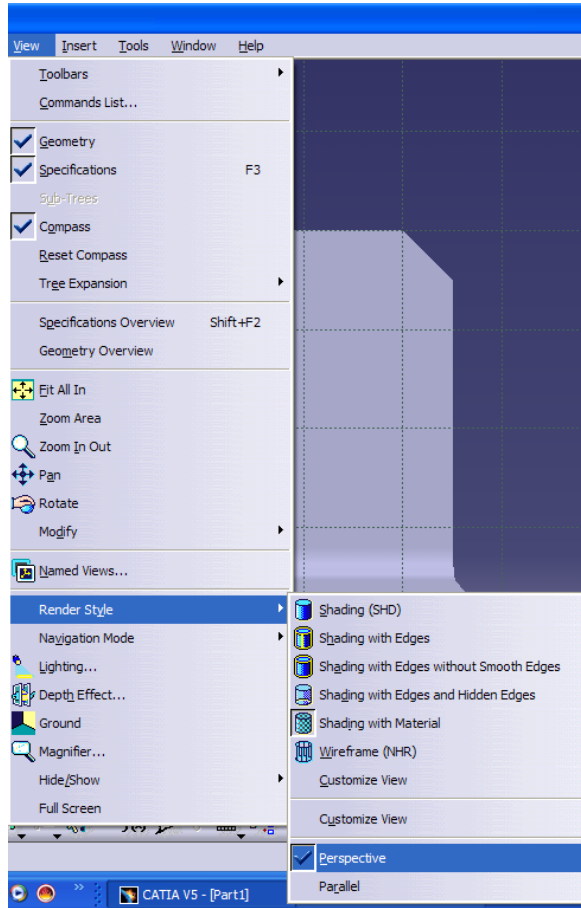 View Insert Tools Window Help
Toolbars
Commands List...
Geometry
Specifications F3
Sub-Trees
Compass
Reset Compass
Tree Expansion
Specifications Overview Shift+F2
Geometry Overview
Fit All In
Zoom Area
Zoom In Out
Pan
Rotate
Modify
Named Views...
Render Style
Shading (SHD)
Navigation Mode
Shading with Edges
Lighting...
Shading with Edges without Smooth Edges
Depth Effect...
Shading with Edges and Hidden Edges
Ground
Shading with Material
Magnifier...
Wireframe (NHR)
Hide/Show
Customize View
Full Screen
Customize View
Perspective
Parallel
CATIA V5 - [Part1]